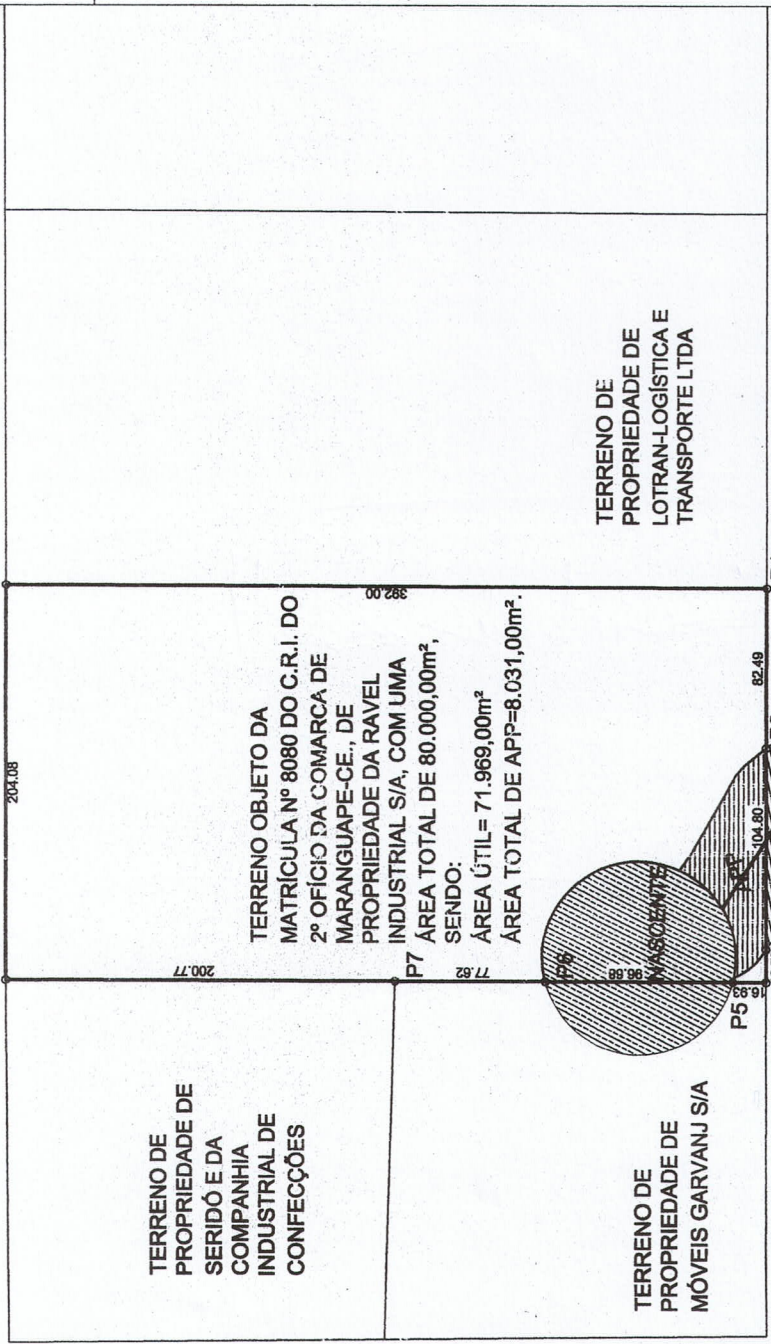 204.08
TERRENO DE
PROPRIEDADE DE
SERIDÓ E DA
COMPANHIA
INDUSTRIAL DE
CONFECÇÕES
200.77
TERRENO OBJETO DA
MATRÍCULA Nº 8080 DO C.R.I. DO
2º OFÍCIO DA COMARCA DE
MARANGUAPE-CE., DE
PROPRIEDADE DA RAVEL
INDUSTRIAL S/A, COM UMA
ÁREA TOTAL DE 80.000,00m²,
SENDO:
ÁREA ÚTIL= 71.969,00m²
ÁREA TOTAL DE APP=8.031,00m².
392.00
P7
77.62
P6
96.68
NASCENTE
APP
P5
16.93
104.80
82.49
TERRENO DE
PROPRIEDADE DE
MÓVEIS GARVANJ S/A
TERRENO DE
PROPRIEDADE DE
LOTRAN-LOGÍSTICA E
TRANSPORTE LTDA